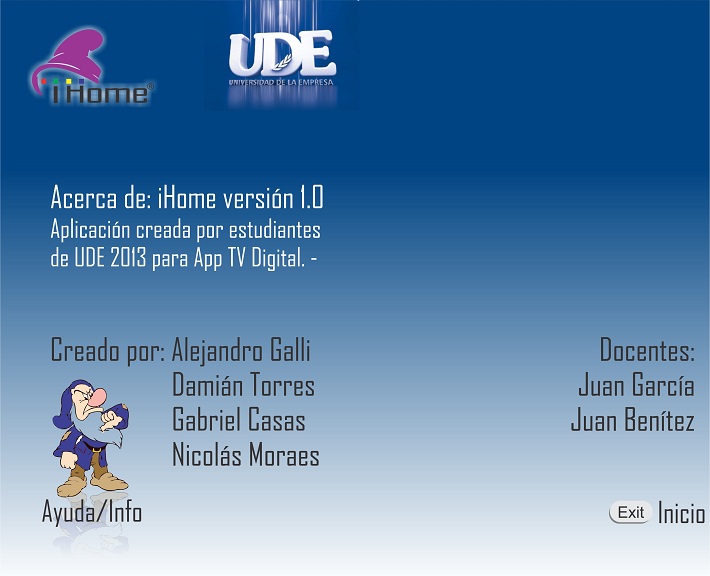 iHome®
UDE
UNIVERSIDAD DE LA EMPRESA
Acerca de: iHome versión 1.0
Aplicación creada por estudiantes
de UDE 2013 para App TV Digital. -
Creado por: Alejandro Galli
Damián Torres
Gabriel Casas
Nicolás Moraes
Docentes:
Juan García
Juan Benítez
Ayuda/Info
Exit Inicio